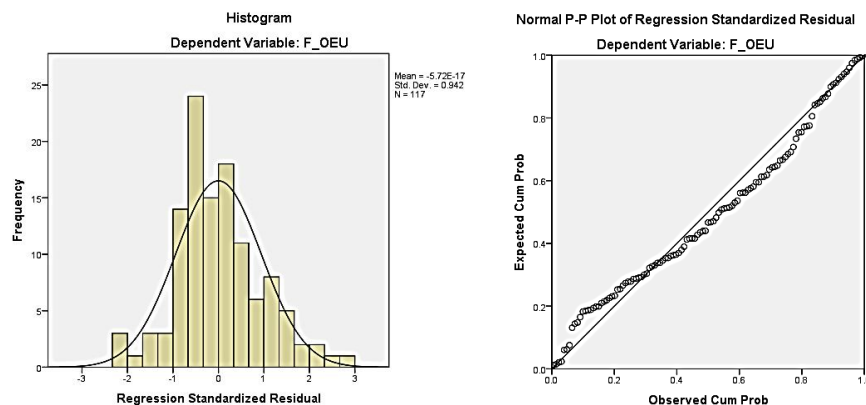 Histogram
Dependent Variable: F_OEU
Mean = -5.72E-17
Std. Dev. = 0.942
N = 117
Frequency
25
20
15
10
5
0
-3 -2 -1 0 1 2 3
Regression Standardized Residual
Normal P-P Plot of Regression Standardized Residual
Dependent Variable: F_OEU
Expected Cum Prob
1.0
0.8
0.6
0.4
0.2
0.0
0.0 0.2 0.4 0.6 0.8 1.0
Observed Cum Prob